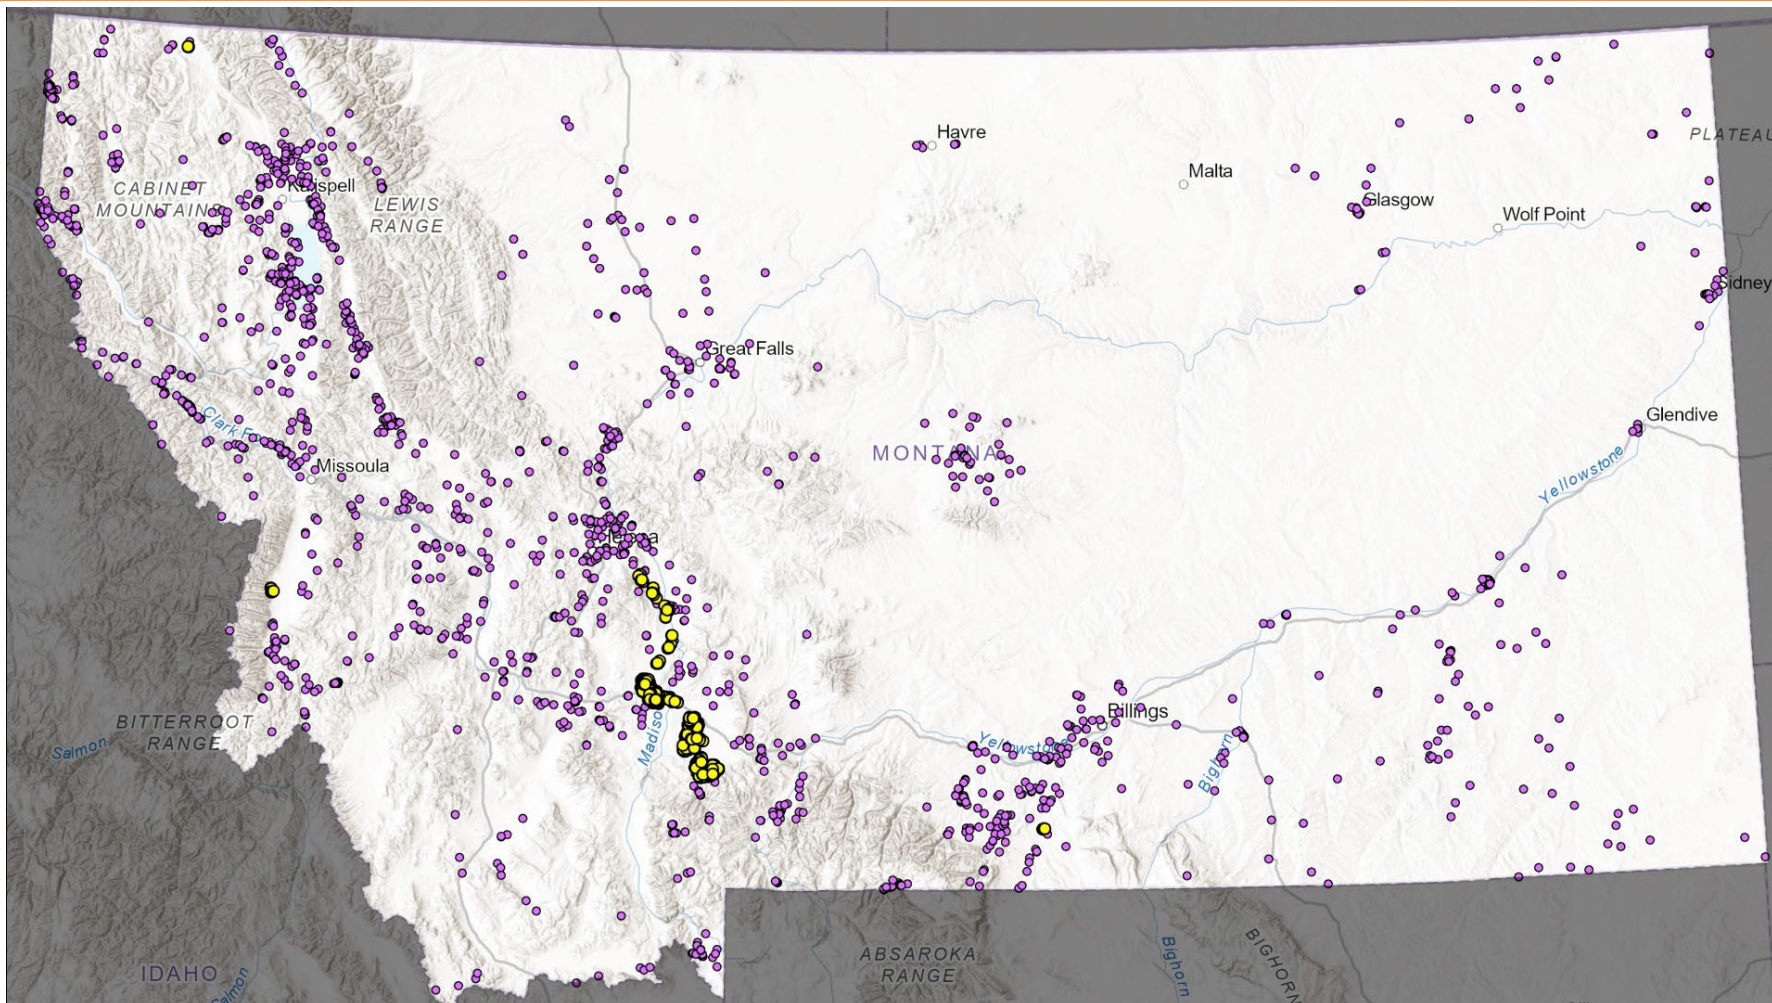 Havre
PLATEAU
Malta
CABINET
MOUNTAINS
Kalispell
LEWIS
RANGE
Glasgow
Wolf Point
Sidney
Great Falls
Glendive
Clark Fork
MONTANA
Missoula
Yellowstone
Helena
BITTERROOT
RANGE
Salmon
Madison
Billings
Yellowstone
Bighorn
ABSAROKA
RANGE
BIGHORN
Bighorn
IDAHO
Salmon